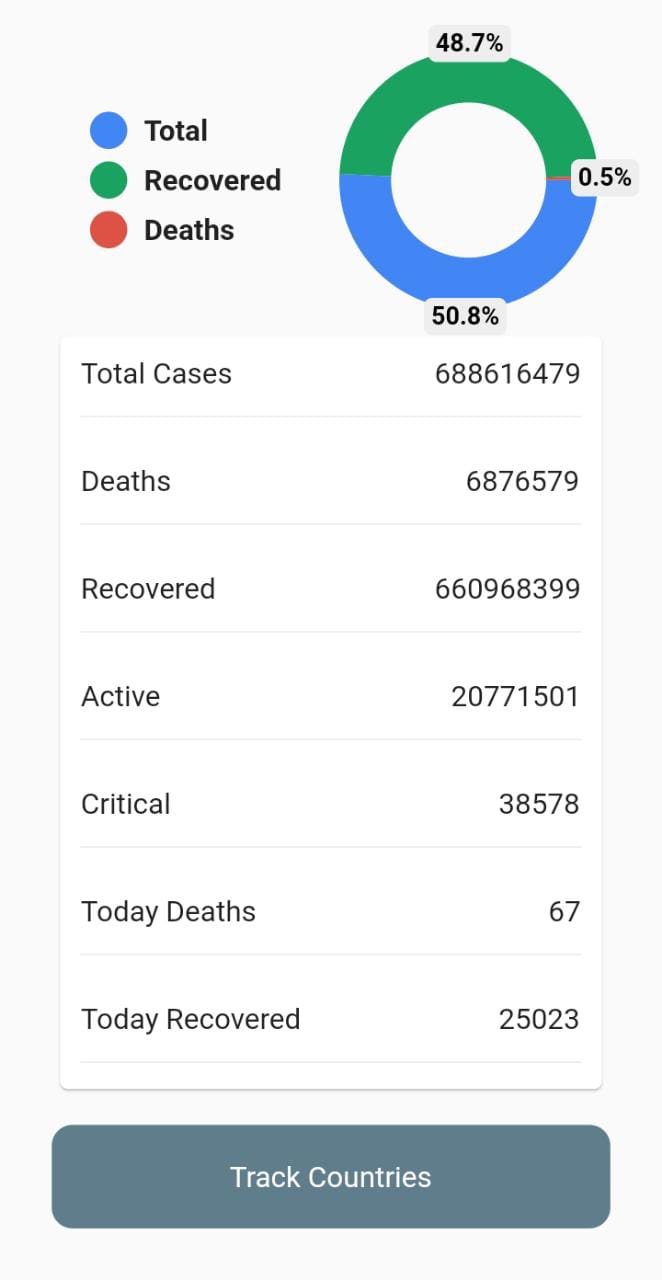 48.7%
Total
Recovered
0.5%
Deaths
50.8%
Total Cases 688616479
Deaths 6876579
Recovered 660968399
Active 20771501
Critical 38578
Today Deaths 67
Today Recovered 25023
Track Countries